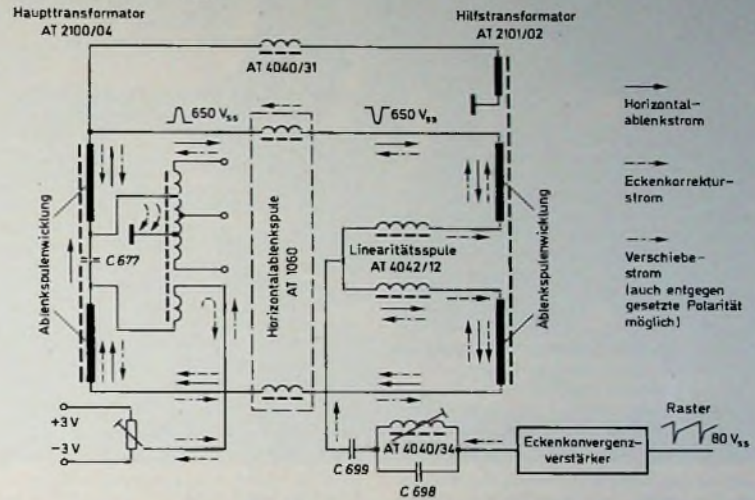 Haupttransformator
AT 2100/04
Hilfstransformator
AT 2101/02
AT 4040/31
650 Vss
650 Vss
Horizontal-
ablenkstrom
Eckenkorrektur-
strom
Verschiebe-
strom
(auch entgegen
gesetzte Polarität
möglich)
Ablenkspulenwicklung
C 677
Horizontalablenkspule
AT 1060
Linearitätsspule
AT 4042/12
Ablenkspulenwicklung
+3 V
-3 V
C 699
AT 4040/34
C 698
Eckenkonvergenz-
verstärker
Raster
80 Vss